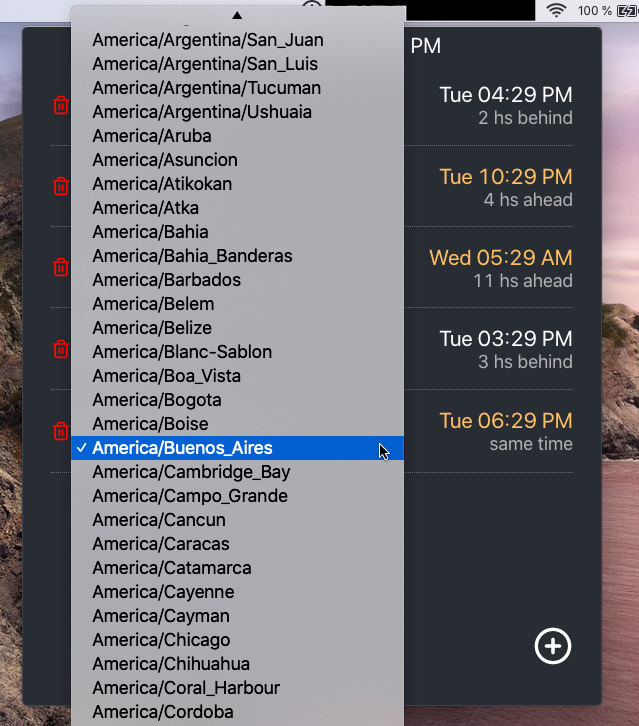 100 %
America/Argentina/San_Juan
America/Argentina/San_Luis
America/Argentina/Tucuman
America/Argentina/Ushuaia
America/Aruba
America/Asuncion
America/Atikokan
America/Atka
America/Bahia
America/Bahia_Banderas
America/Barbados
America/Belem
America/Belize
America/Blanc-Sablon
America/Boa_Vista
America/Bogota
America/Boise
✓ America/Buenos_Aires
America/Cambridge_Bay
America/Campo_Grande
America/Cancun
America/Caracas
America/Catamarca
America/Cayenne
America/Cayman
America/Chicago
America/Chihuahua
America/Coral_Harbour
America/Cordoba
PM
Tue 04:29 PM
2 hs behind
Tue 10:29 PM
4 hs ahead
Wed 05:29 AM
11 hs ahead
Tue 03:29 PM
3 hs behind
Tue 06:29 PM
same time